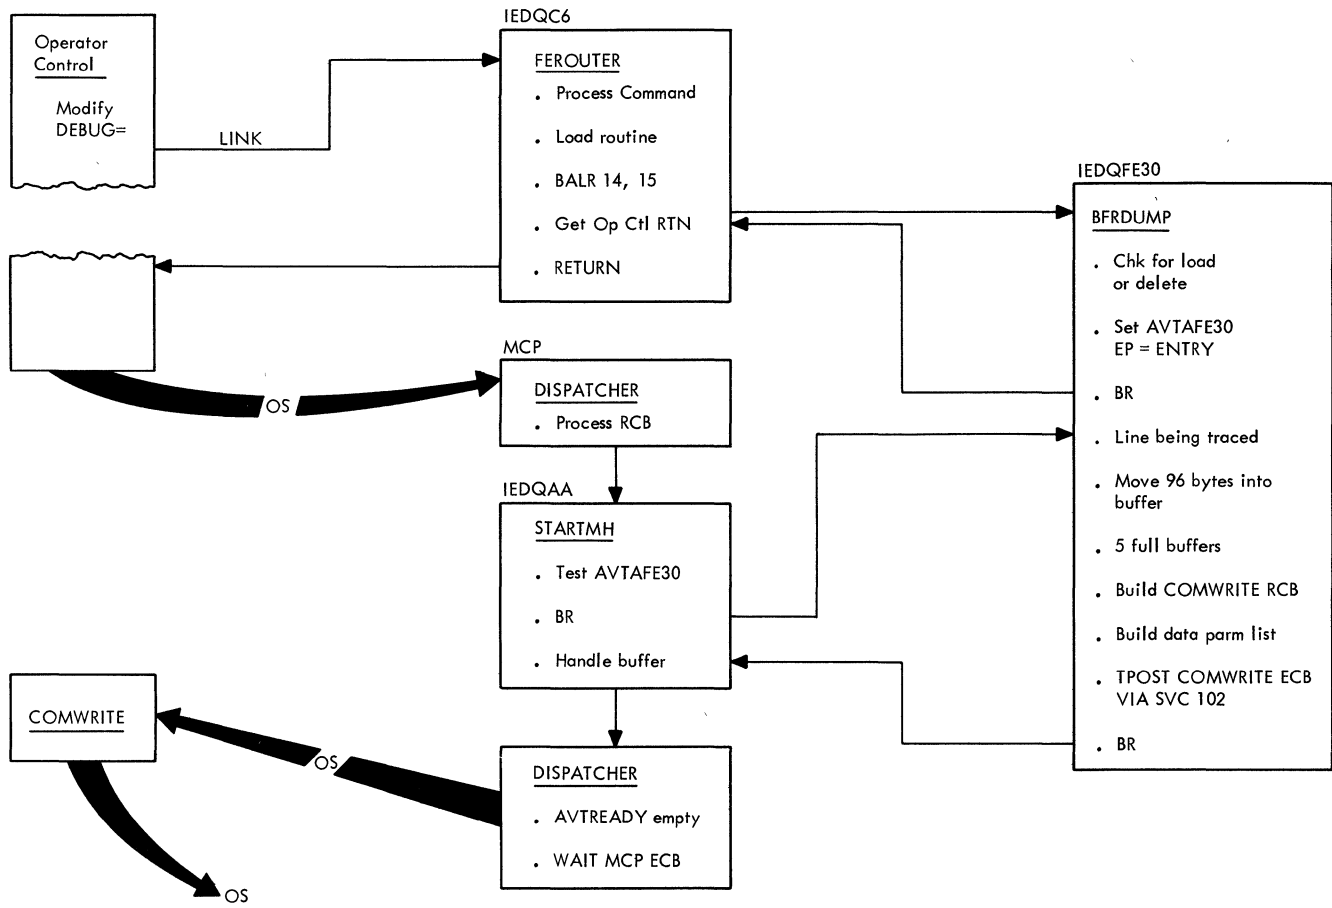 Operator
Control
Modify
DEBUG=
LINK
IEDQC6
FEROUTER
. Process Command
. Load routine
. BALR 14, 15
. Get Op Ctl RTN
. RETURN
IEDQFE30
BFRDUMP
. Chk for load
or delete
. Set AVTAFE30
EP = ENTRY
. BR
. Line being traced
. Move 96 bytes into
buffer
. 5 full buffers
. Build COMWRITE RCB
. Build data parm list
. TPOST COMWRITE ECB
VIA SVC 102
. BR
OS
MCP
DISPATCHER
. Process RCB
IEDQAA
STARTMH
. Test AVTAFE30
. BR
. Handle buffer
DISPATCHER
. AVTREADY empty
. WAIT MCP ECB
OS
COMWRITE
OS